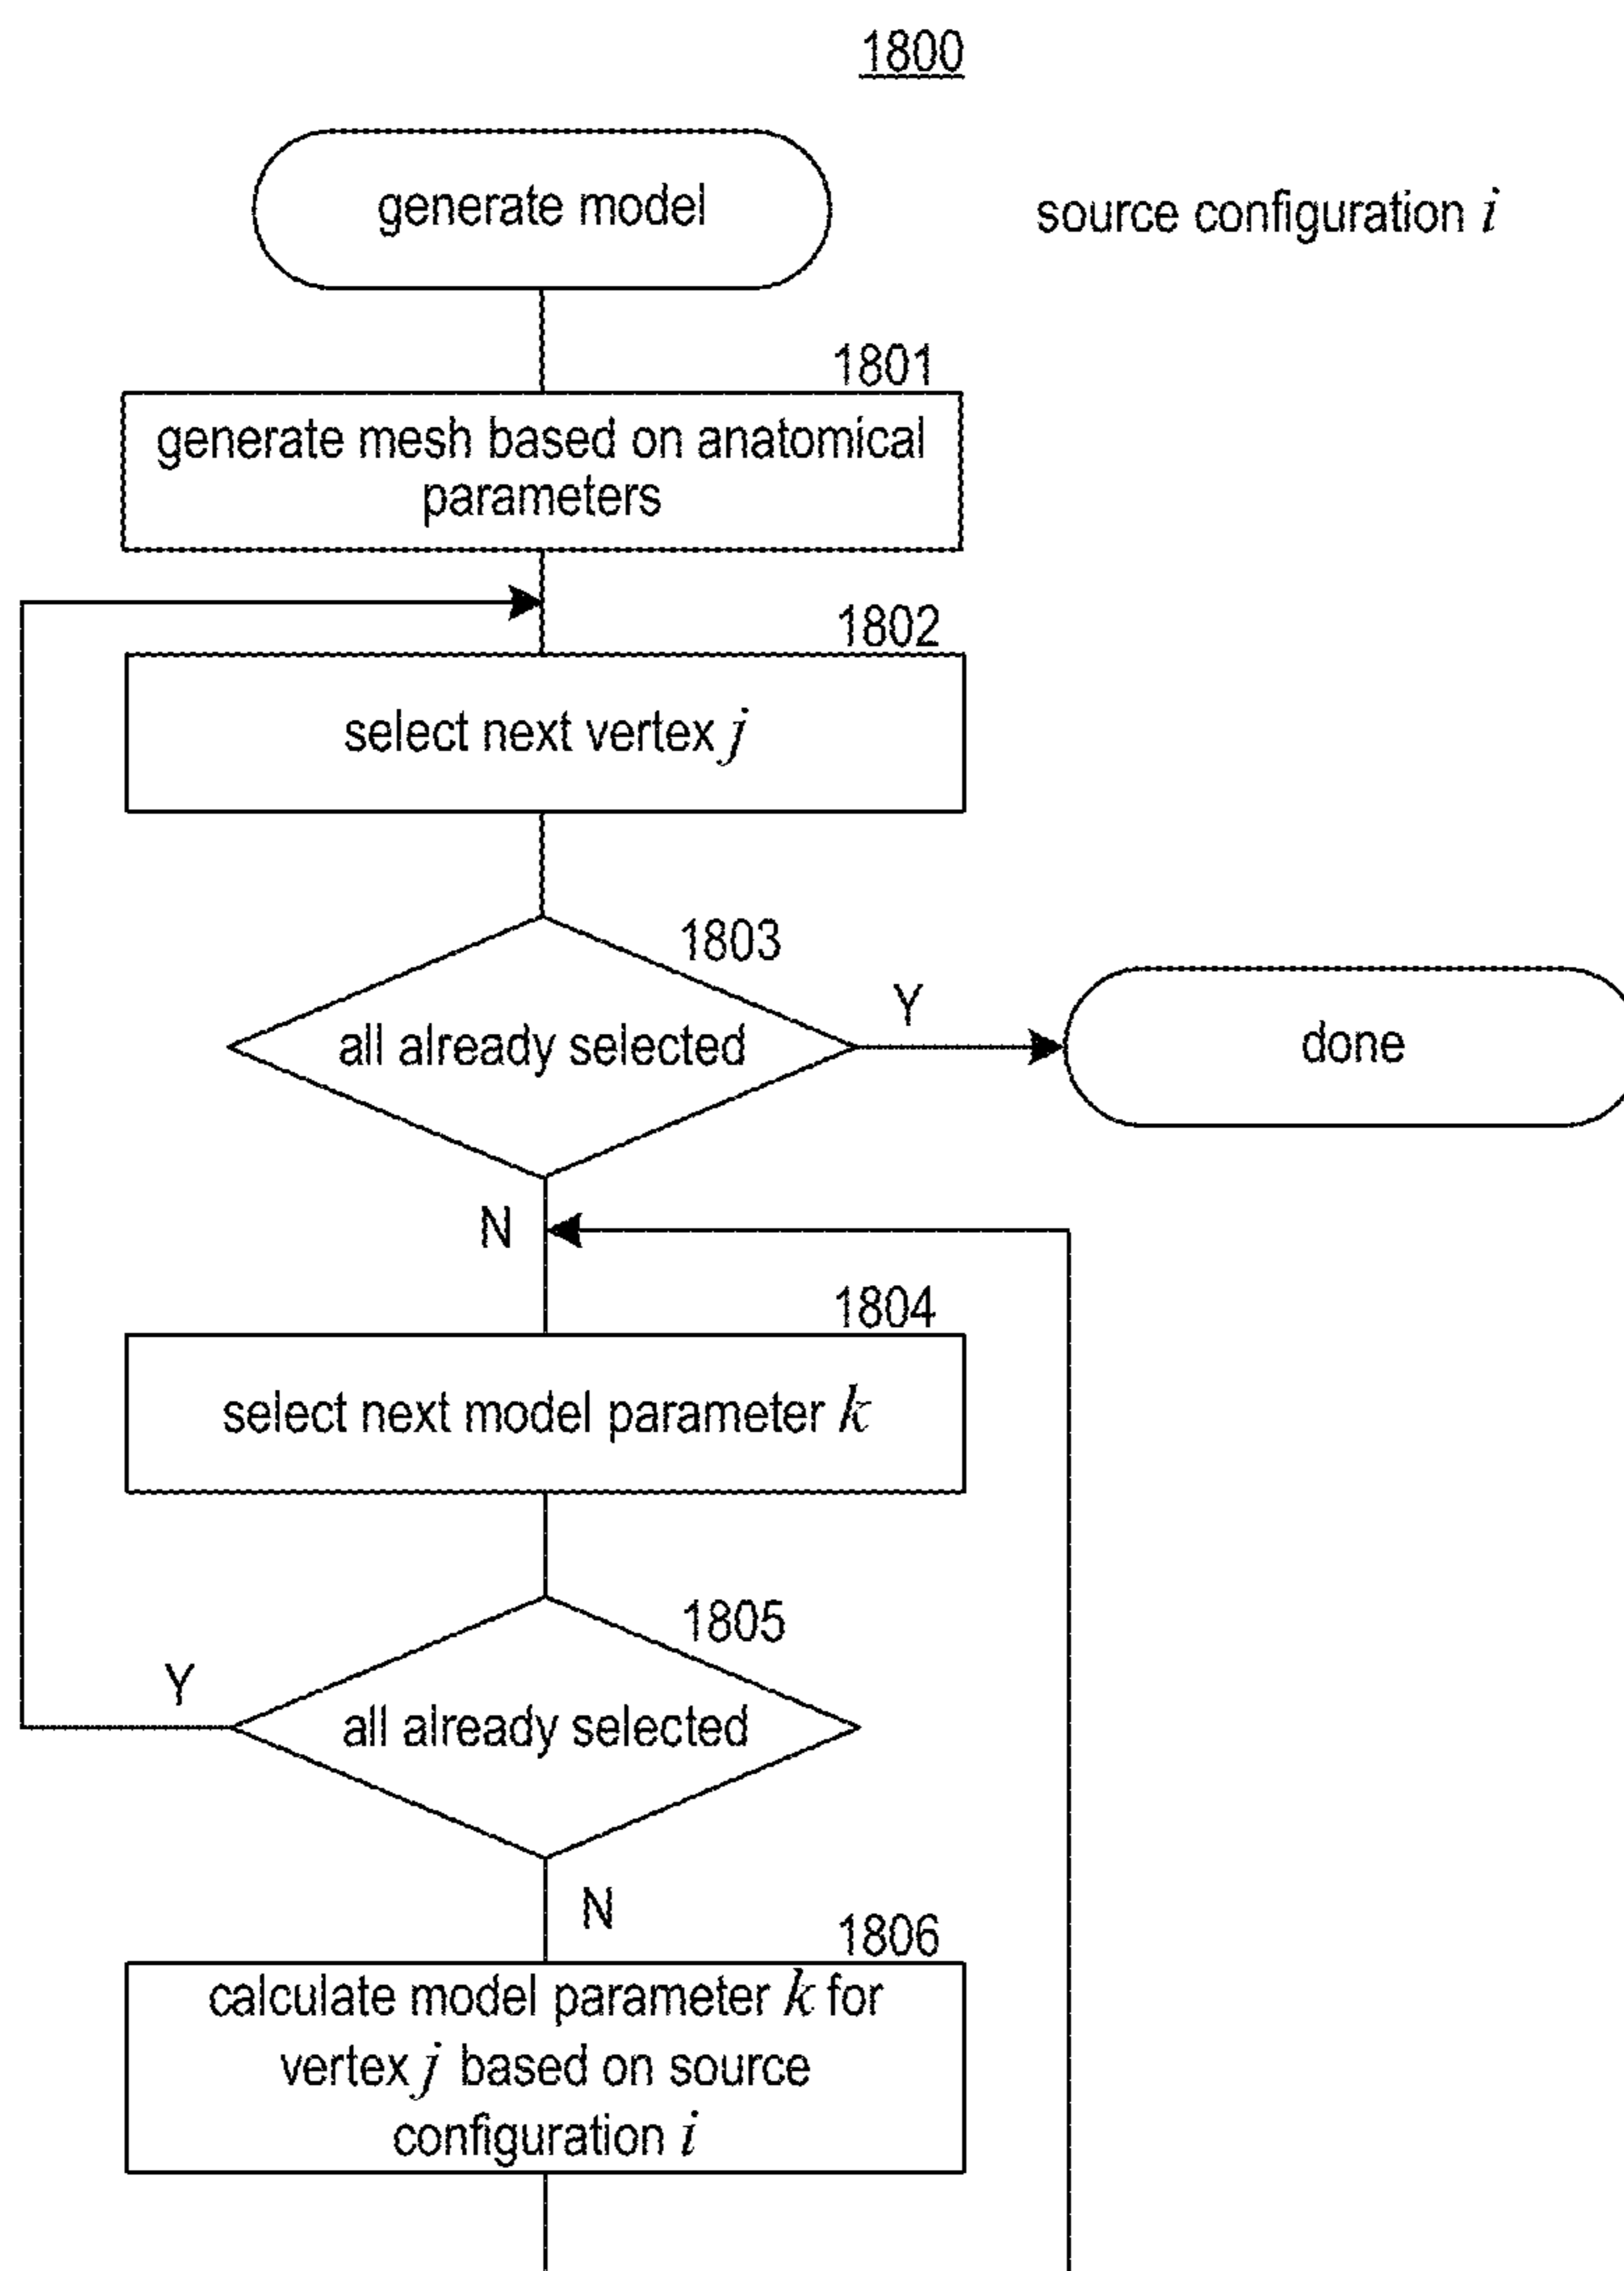 1800
generate model
source configuration i
1801
generate mesh based on anatomical
parameters
1802
select next vertex j
1803
all already selected
Y
done
N
1804
select next model parameter k
1805
Y
all already selected
N
1806
calculate model parameter k for
vertex j based on source
configuration i